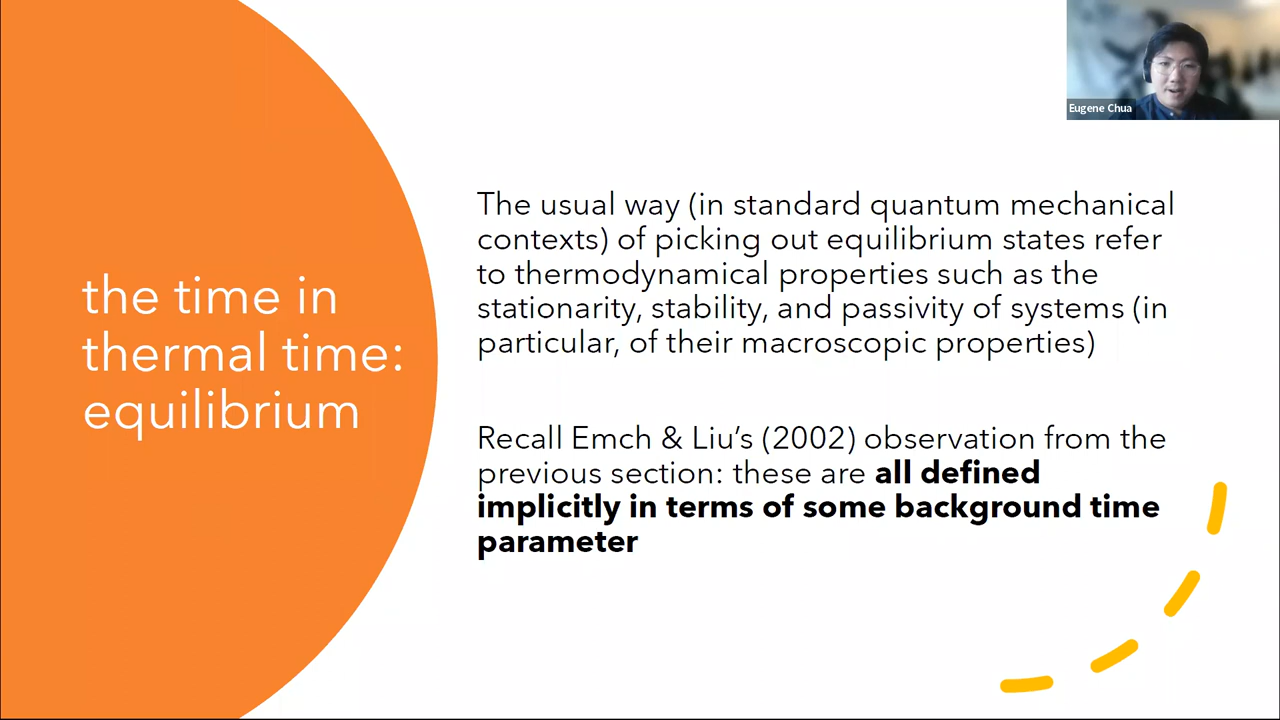 Eugene Chua
the time in
thermal time:
equilibrium
The usual way (in standard quantum mechanical
contexts) of picking out equilibrium states refer
to thermodynamical properties such as the
stationarity, stability, and passivity of systems (in
particular, of their macroscopic properties)
Recall Emch & Liu’s (2002) observation from the
previous section: these are all defined
implicitly in terms of some background time
parameter